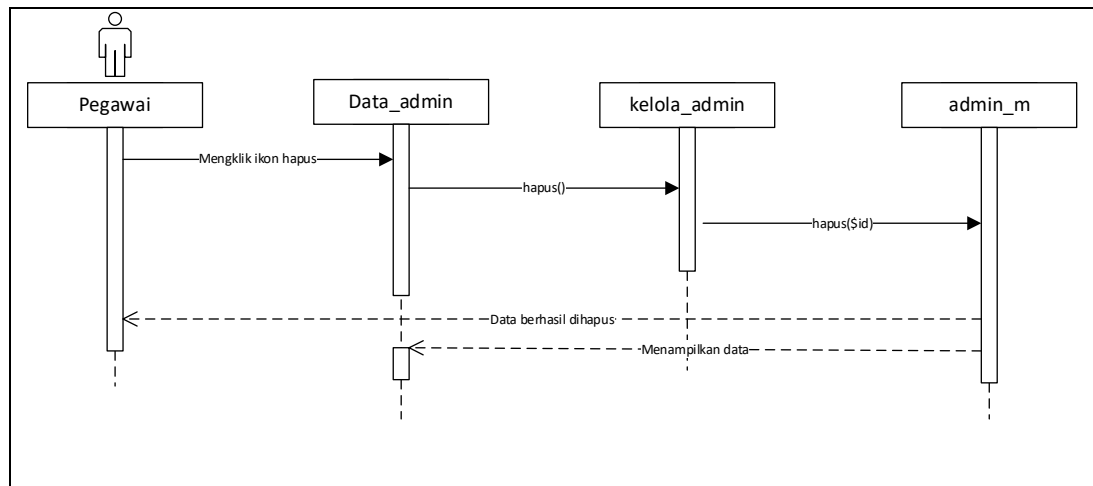 Pegawai
Data_admin
kelola_admin
admin_m
Mengklik ikon hapus
hapus()
hapus($id)
Data berhasil dihapus
Menampilkan data